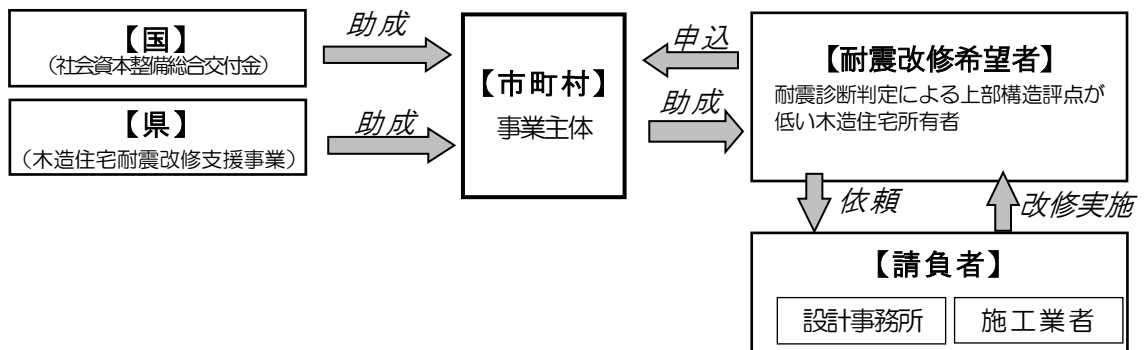 【国】
（社会資本整備総合交付金）
助成
【県】
（木造住宅耐震改修支援事業）
助成
【市町村】
事業主体
申込
助成
【耐震改修希望者】
耐震診断判定による上部構造評点が
低い木造住宅所有者
依頼
改修実施
【請負者】
設計事務所
施工業者